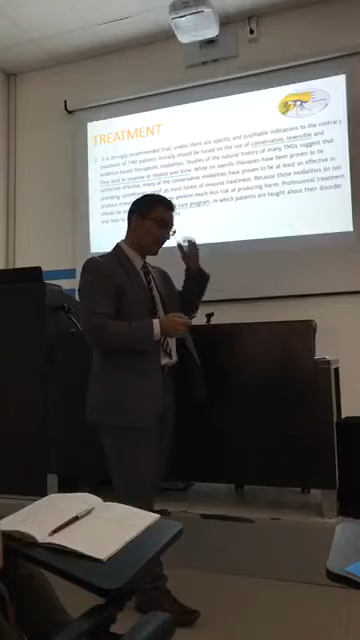 TREATMENT
It is strongly recommended that, unless there are specific and justifiable indications to the contrary
treatment of TMD patients initially should be based on the use of conservative, reversible and
evidence-based therapeutic modalities. Studies of the natural history of many TMDs suggest that
they tend to improve or resolve over time. While no specific therapies have been proven to be
uniformly effective, many of the conservative modalities have proven to be at least as effective in
providing symptomatic relief as most forms of invasive treatment. Because those modalities do not
produce they present much less risk of producing harm. Professional treatment
should be care program, in which patients are taught about their disorder
and how to